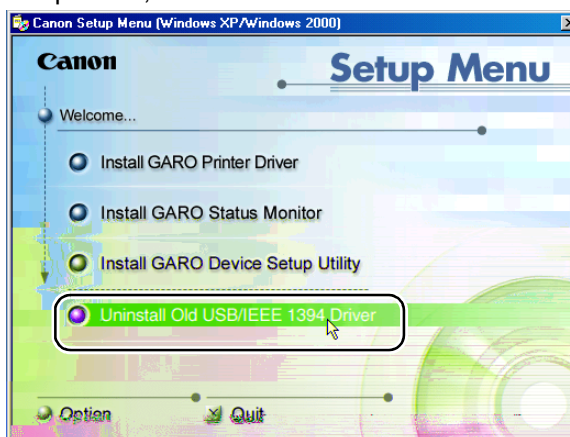 Canon Setup Menu (Windows XP/Windows 2000)
Canon
Setup Menu
Welcome...
Install GARO Printer Driver
Install GARO Status Monitor
Install GARO Device Setup Utility
Uninstall Old USB/IEEE 1394 Driver
Option Quit